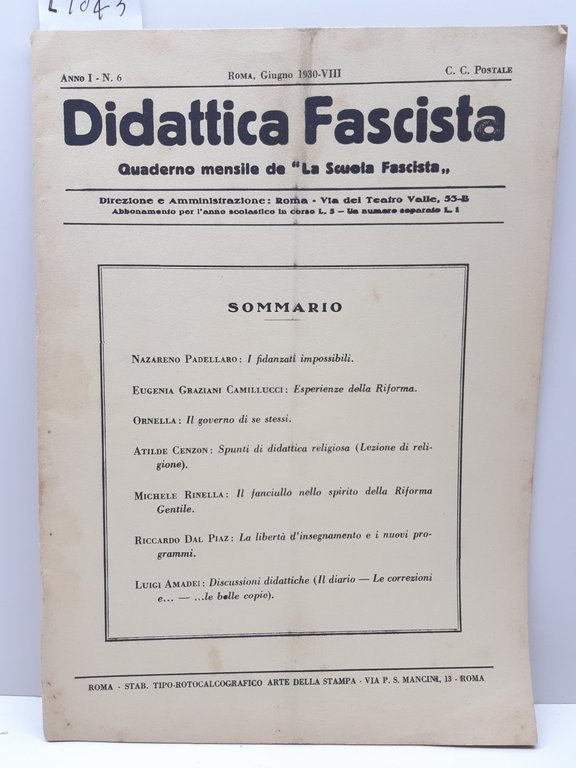 L 7043
Anno I - N. 6 Roma, Giugno 1930-VIII C. C. Postale
Didattica Fascista
Quaderno mensile de "La Scuola Fascista„
Direzione e Amministrazione: Roma - Via del Teatro Valle, 53-B
Abbonamento per l'anno scolastico in corso L. 5 — Un numero separato L. 1
SOMMARIO
Nazareno Padellaro: I fidanzati impossibili.
Eugenia Graziani Camillucci: Esperienze della Riforma.
Ornella: Il governo di se stessi.
Atilde Cenzon: Spunti di didattica religiosa (Lezione di reli-
gione).
Michele Rinella: Il fanciullo nello spirito della Riforma
Gentile.
Riccardo Dal Piaz: La libertà d'insegnamento e i nuovi pro-
grammi.
Luigi Amadei: Discussioni didattiche (Il diario — Le correzioni
e... — ...le belle copie).
ROMA - STAB. TIPO-ROTOCALCOGRAFICO ARTE DELLA STAMPA - VIA P. S. MANCINI, 13 - ROMA